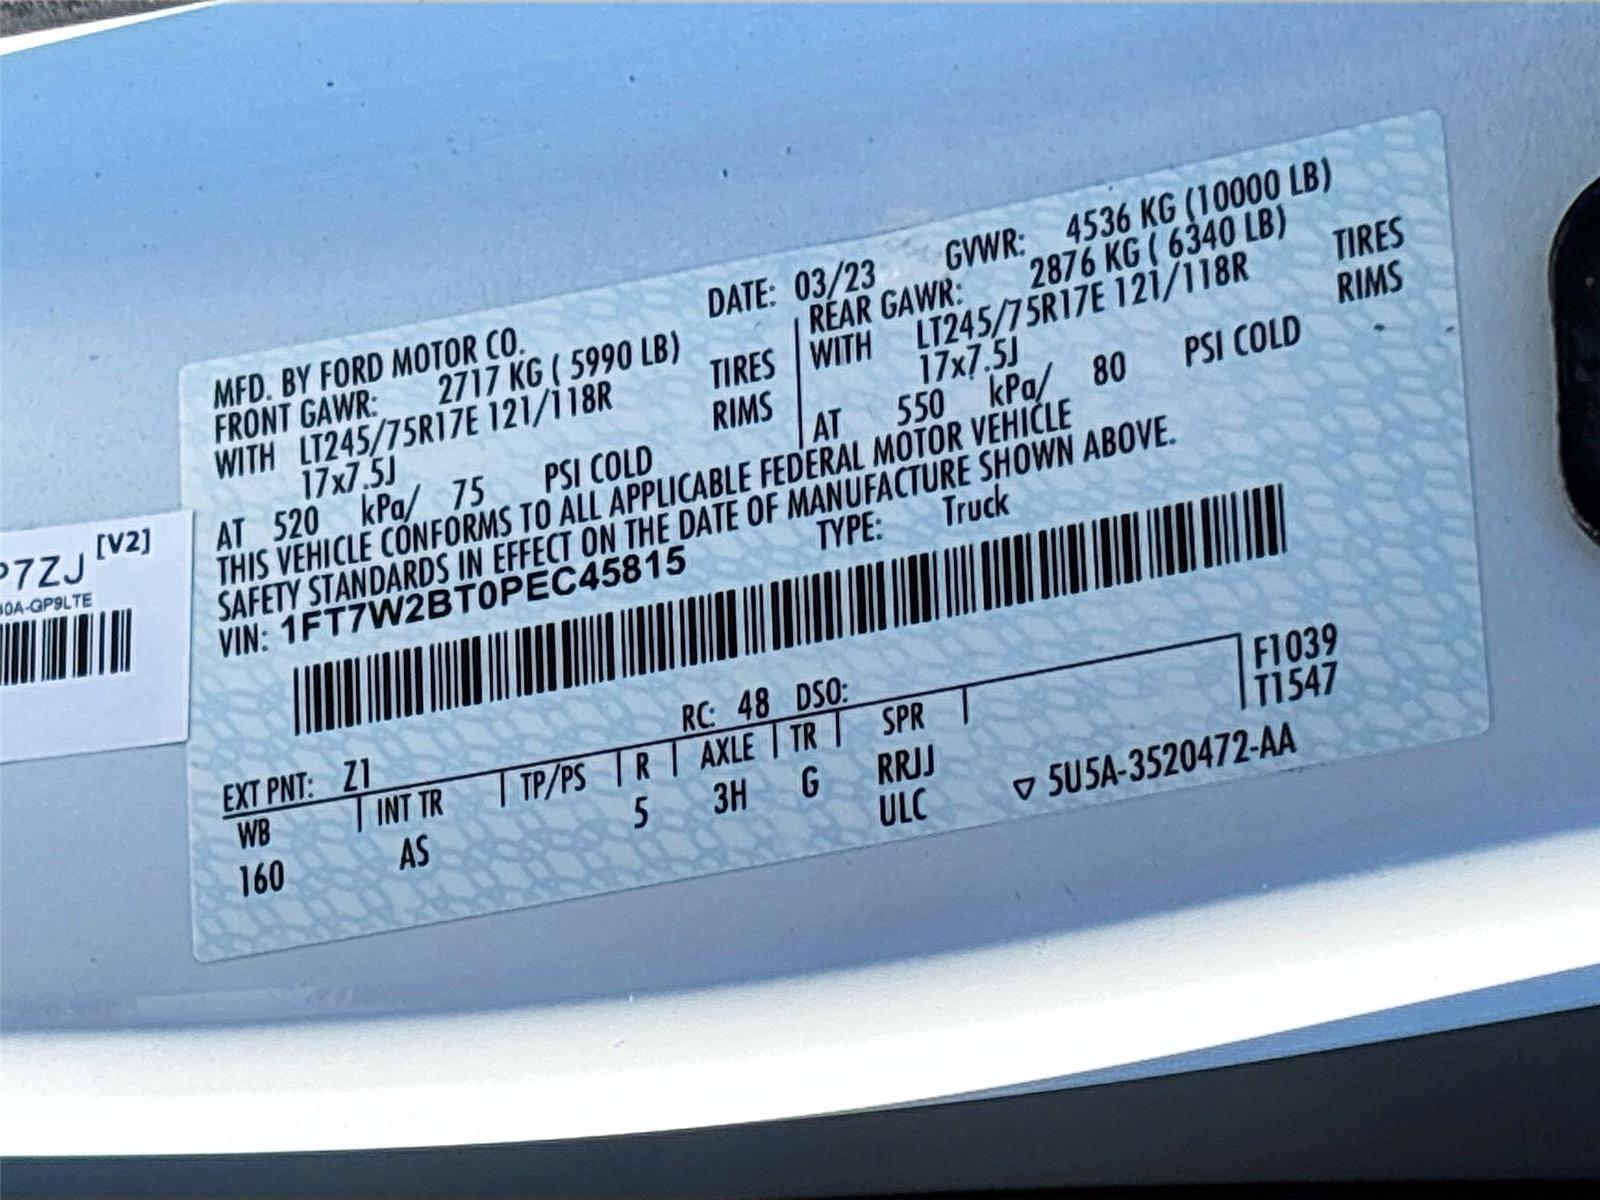 MFD. BY FORD MOTOR CO.
DATE: 03/23
GVWR: 4536 KG (10000 LB)
FRONT GAWR: 2717 KG ( 5990 LB)
WITH LT245/75R17E 121/118R TIRES
17x7.5J RIMS
AT 520 kPa/ 75 PSI COLD
REAR GAWR: 2876 KG ( 6340 LB)
WITH LT245/75R17E 121/118R TIRES
17x7.5J RIMS
AT 550 kPa/ 80 PSI COLD
THIS VEHICLE CONFORMS TO ALL APPLICABLE FEDERAL MOTOR VEHICLE
SAFETY STANDARDS IN EFFECT ON THE DATE OF MANUFACTURE SHOWN ABOVE.
VIN: 1FT7W2BT0PEC45815 TYPE: Truck
EXT PNT: Z1 RC: 48 DSO: F1039
T1547
WB INT TR TP/PS R AXLE TR SPR
160 AS 5 3H G RRJJ
ULC
5U5A-3520472-AA
P7ZJ [V2]
0A-QP9LTE